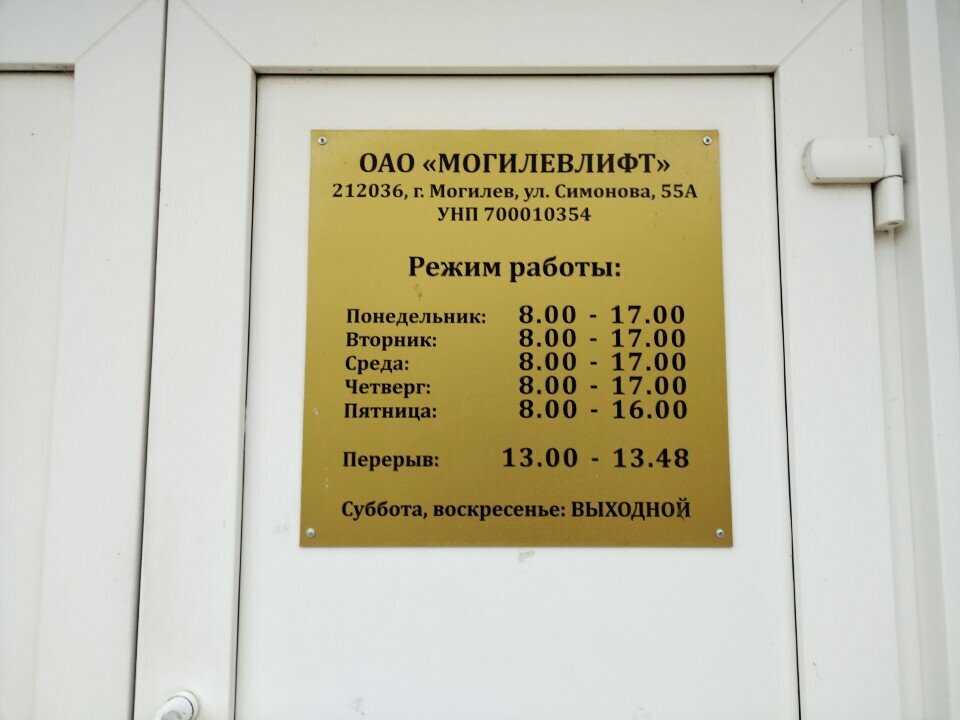 ОАО «МОГИЛЕВЛИФТ»
212036, г. Могилев, ул. Симонова, 55А
УНП 700010354
Режим работы:
Понедельник: 8.00 - 17.00
Вторник: 8.00 - 17.00
Среда: 8.00 - 17.00
Четверг: 8.00 - 17.00
Пятница: 8.00 - 16.00
Перерыв: 13.00 - 13.48
Суббота, воскресенье: ВЫХОДНОЙ